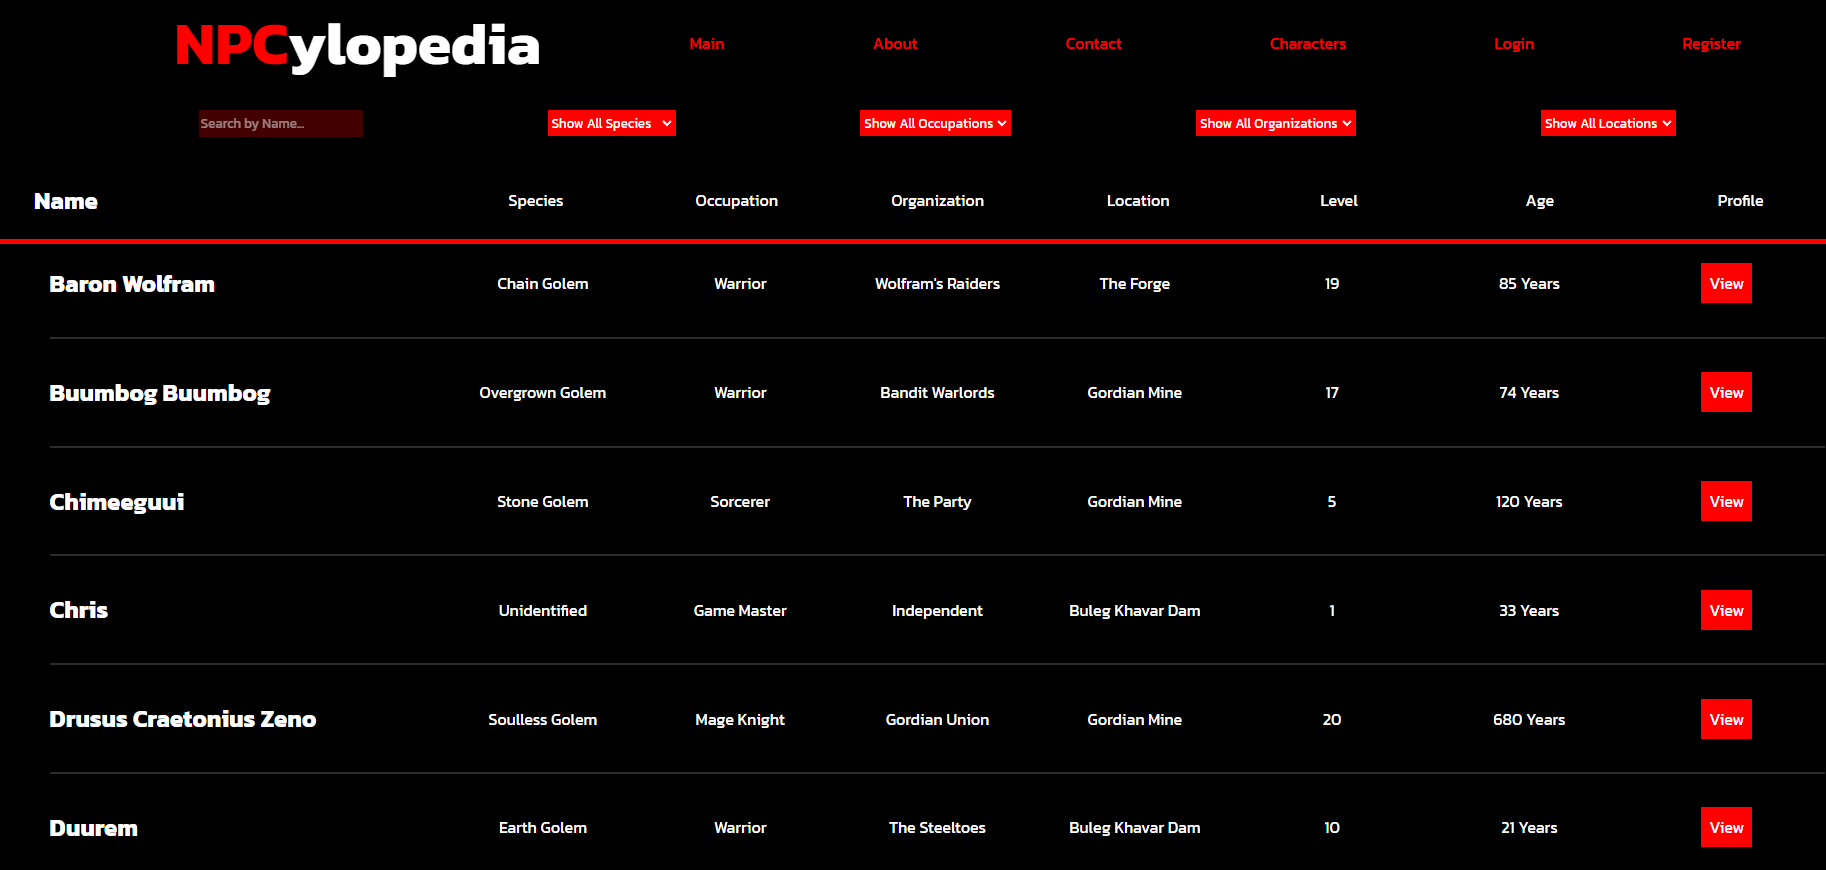 NPCylopedia Main About Contact Characters Login Register
Search by Name... Show All Species Show All Occupations Show All Organizations Show All Locations
Name Species Occupation Organization Location Level Age Profile
Baron Wolfram Chain Golem Warrior Wolfram's Raiders The Forge 19 85 Years View
Buumbog Buumbog Overgrown Golem Warrior Bandit Warlords Gordian Mine 17 74 Years View
Chimeeguui Stone Golem Sorcerer The Party Gordian Mine 5 120 Years View
Chris Unidentified Game Master Independent Buleg Khavar Dam 1 33 Years View
Drusus Craetonius Zeno Soulless Golem Mage Knight Gordian Union Gordian Mine 20 680 Years View
Duurem Earth Golem Warrior The Steeltoes Buleg Khavar Dam 10 21 Years View